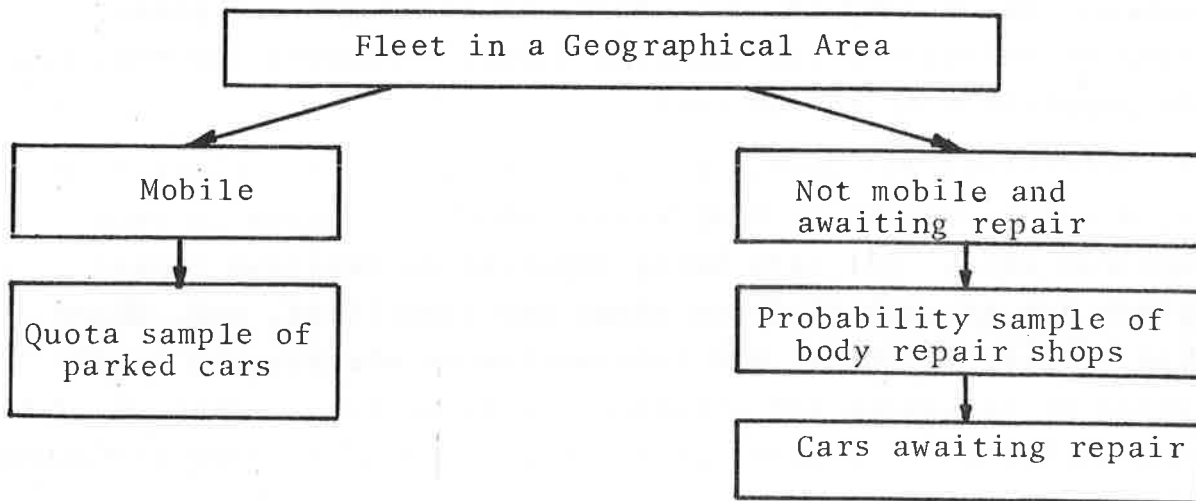 Fleet in a Geographical Area
Mobile
Not mobile and
awaiting repair
Quota sample of
parked cars
Probability sample of
body repair shops
Cars awaiting repair